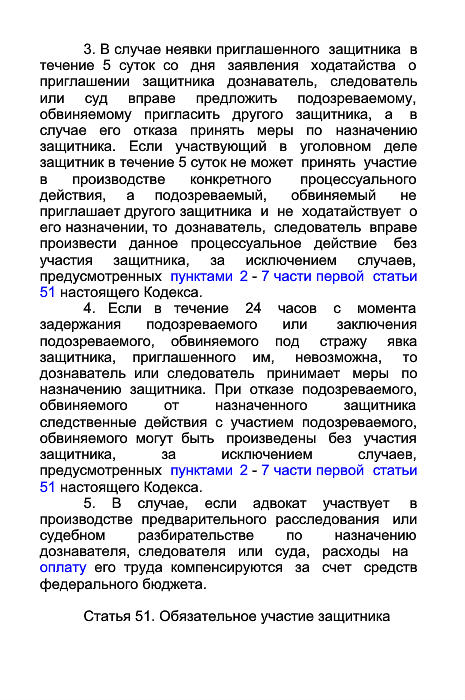 3. В случае неявки приглашенного защитника в
течение 5 суток со дня заявления ходатайства о
приглашении защитника дознаватель, следователь
или суд вправе предложить подозреваемому,
обвиняемому пригласить другого защитника, а в
случае его отказа принять меры по назначению
защитника. Если участвующий в уголовном деле
защитник в течение 5 суток не может принять участие
в производстве конкретного процессуального
действия, а подозреваемый, обвиняемый не
приглашает другого защитника и не ходатайствует о
его назначении, то дознаватель, следователь вправе
произвести данное процессуальное действие без
участия защитника, за исключением случаев,
предусмотренных пунктами 2 - 7 части первой статьи
51 настоящего Кодекса.
4. Если в течение 24 часов с момента
задержания подозреваемого или заключения
подозреваемого, обвиняемого под стражу явка
защитника, приглашенного им, невозможна, то
дознаватель или следователь принимает меры по
назначению защитника. При отказе подозреваемого,
обвиняемого от назначенного защитника
следственные действия с участием подозреваемого,
обвиняемого могут быть произведены без участия
защитника, за исключением случаев,
предусмотренных пунктами 2 - 7 части первой статьи
51 настоящего Кодекса.
5. В случае, если адвокат участвует в
производстве предварительного расследования или
судебном разбирательстве по назначению
дознавателя, следователя или суда, расходы на
оплату его труда компенсируются за счет средств
федерального бюджета.
Статья 51. Обязательное участие защитника